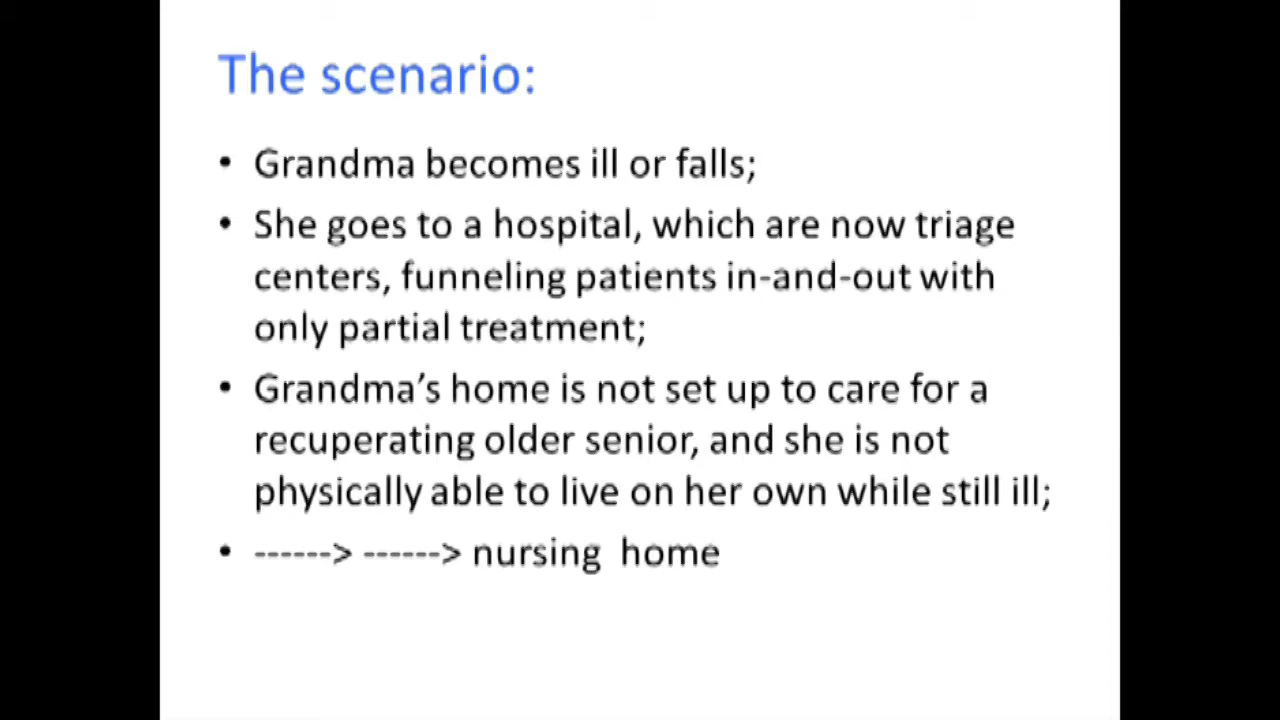 The scenario:
• Grandma becomes ill or falls;
• She goes to a hospital, which are now triage
centers, funneling patients in-and-out with
only partial treatment;
• Grandma's home is not set up to care for a
recuperating older senior, and she is not
physically able to live on her own while still ill;
• ------> ------> nursing  home